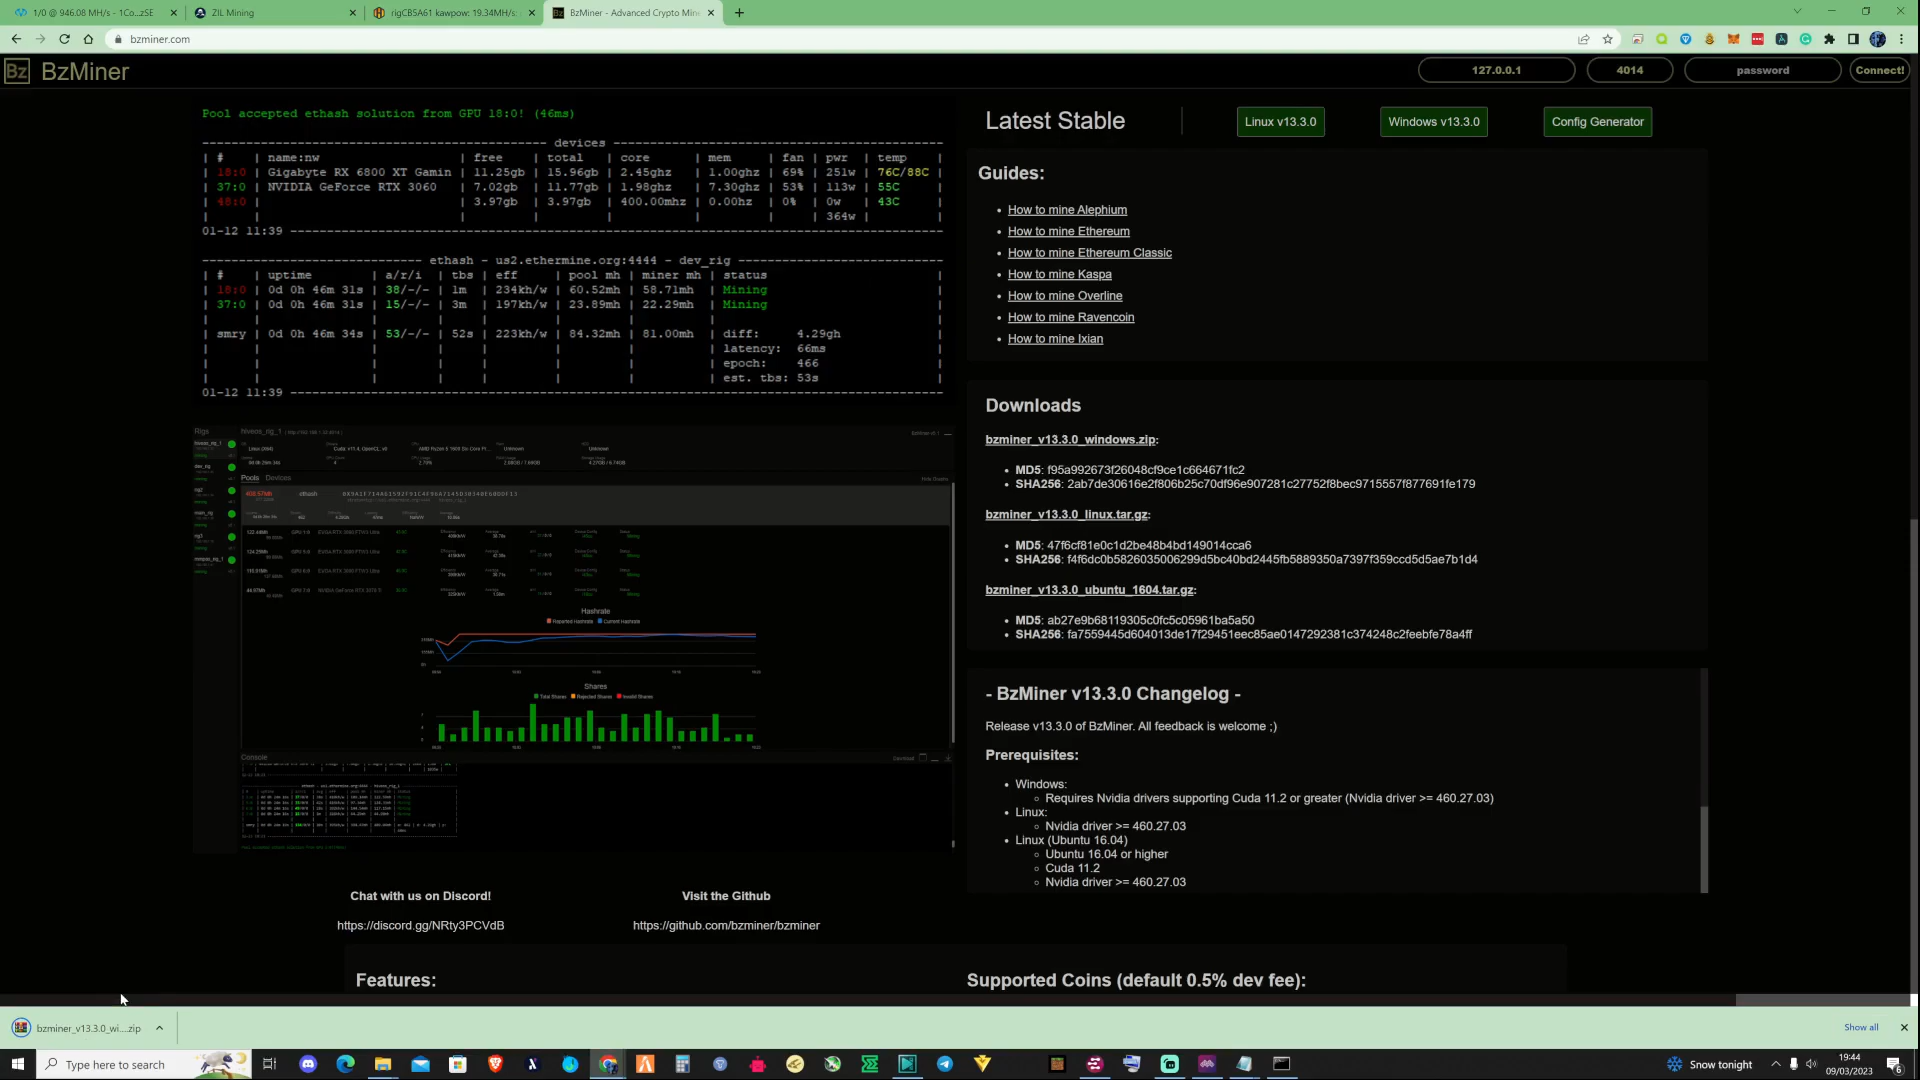 1/0 @ 946.08 MH/s - 1Co...zSE
ZIL Mining
rigCBSA61 kawpow: 19.34MH/s:
BzMiner - Advanced Crypto Mine
bzminer.com
Bz BzMiner
127.0.0.1
4014
password
Connect!
Pool accepted ethash solution from GPU 18:0! (46ms)
devices
# | name:nw | free | total | core | mem | fan | pwr | temp
18:0 | Gigabyte RX 6800 XT Gamin | 11.25gb | 15.96gb | 2.45ghz | 1.00ghz | 69% | 251w | 76C/88C
37:0 | NVIDIA GeForce RTX 3060 | 7.02gb | 11.77gb | 1.98ghz | 7.30ghz | 53% | 113w | 55C
48:0 | | 3.97gb | 3.97gb | 400.00mhz | 0.00hz | 0% | 0w | 43C
364w
01-12 11:39
ethash - us2.ethermine.org:4444 - dev_rig
# | uptime | a/r/i | tbs | eff | pool mh | miner mh | status
18:0 | 0d 0h 46m 31s | 38/-/- | 1m | 234kh/w | 60.52mh | 58.71mh | Mining
37:0 | 0d 0h 46m 31s | 15/-/- | 3m | 197kh/w | 23.89mh | 22.29mh | Mining
smry | 0d 0h 46m 34s | 53/-/- | 52s | 223kh/w | 84.32mh | 81.00mh | diff: 4.29gh
latency: 66ms
epoch: 466
est. tbs: 53s
01-12 11:39
Rigs
Pools Devices
Hashrate
Reported Hashrate Current Hashrate
Shares
Total Shares Rejected Shares Invalid Shares
Console
Chat with us on Discord!
https://discord.gg/NRty3PCVdB
Visit the Github
https://github.com/bzminer/bzminer
Latest Stable
Linux v13.3.0
Windows v13.3.0
Config Generator
Guides:
How to mine Alephium
How to mine Ethereum
How to mine Ethereum Classic
How to mine Kaspa
How to mine Overline
How to mine Ravencoin
How to mine Ixian
Downloads
bzminer_v13.3.0_windows.zip:
MD5: f95a992673f26048cf9ce1c664671fc2
SHA256: 2ab7de30616e2f806b25c70df96e907281c27752f8bec9715557f877691fe179
bzminer_v13.3.0_linux.tar.gz:
MD5: 47f6cf81e0c1d2be48b4bd149014cca6
SHA256: f4f6dc0b5826035006299d5bc40bd2445fb5889350a7397f359ccd5d5ae7b1d4
bzminer_v13.3.0_ubuntu_1604.tar.gz:
MD5: ab27e9b68119305c0fc5c05961ba5a50
SHA256: fa7559445d604013de17f29451eec85ae0147292381c374248c2feebfe78a4ff
- BzMiner v13.3.0 Changelog -
Release v13.3.0 of BzMiner. All feedback is welcome ;)
Prerequisites:
Windows:
Requires Nvidia drivers supporting Cuda 11.2 or greater (Nvidia driver >= 460.27.03)
Linux:
Nvidia driver >= 460.27.03
Linux (Ubuntu 16.04)
Ubuntu 16.04 or higher
Cuda 11.2
Nvidia driver >= 460.27.03
Features:
Supported Coins (default 0.5% dev fee):
bzminer_v13.3.0_wi....zip
Show all
Type here to search
Snow tonight
19:44
09/03/2023
6